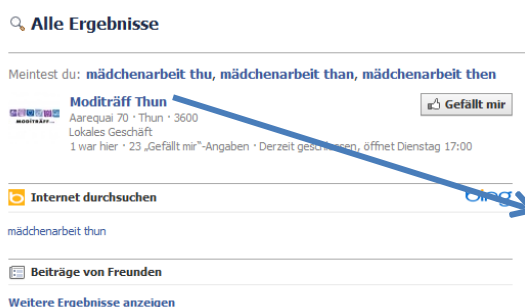 Alle Ergebnisse
Meintest du: mädchenarbeit thu, mädchenarbeit than, mädchenarbeit then
MODITRÄFF...
Moditräff Thun
Gefällt mir
Aarequai 70 · Thun · 3600
Lokales Geschäft
1 war hier · 23 „Gefällt mir"-Angaben · Derzeit geschlossen, öffnet Dienstag 17:00
Internet durchsuchen
bing
mädchenarbeit thun
Beiträge von Freunden
Weitere Ergebnisse anzeigen